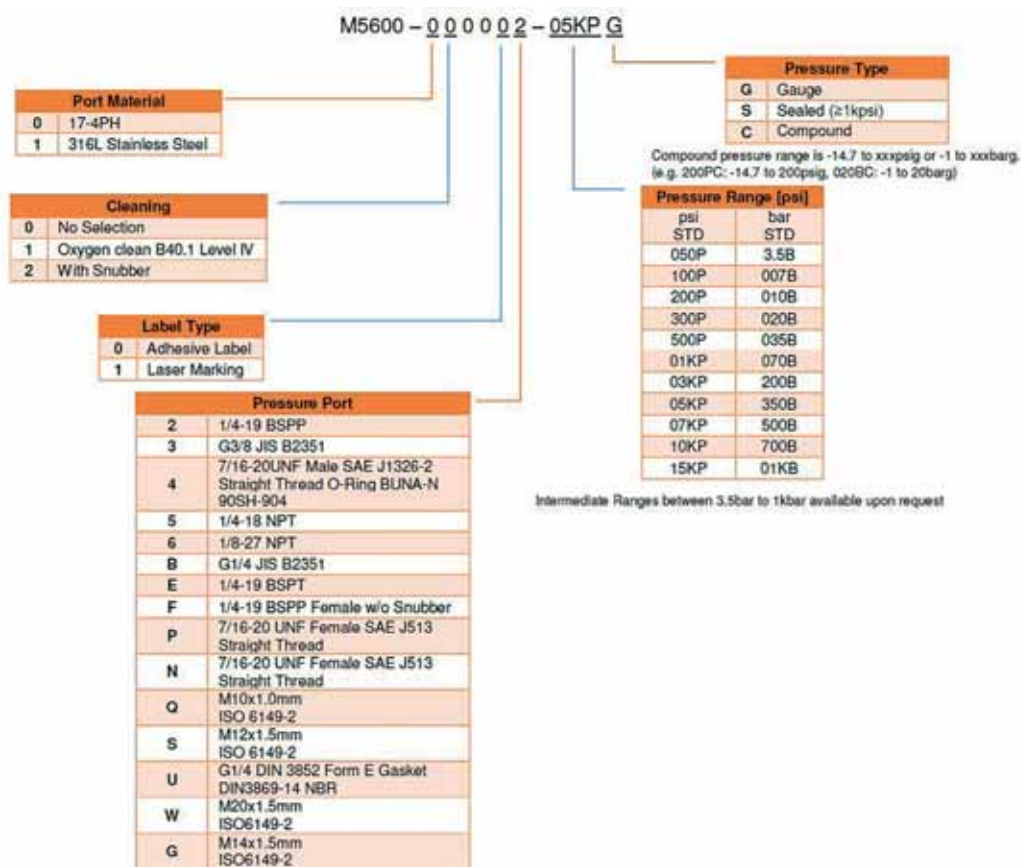 M5600 – 0 0 0 0 0 2 – 05KP G
Pressure Type
G Gauge
S Sealed (≥1kpsi)
C Compound
Compound pressure range is -14.7 to xxxpsig or -1 to xxxbarg.
(e.g. 200PC: -14.7 to 200psig, 020BC: -1 to 20barg)
Port Material
0 17-4PH
1 316L Stainless Steel
Cleaning
0 No Selection
1 Oxygen clean B40.1 Level IV
2 With Snubber
Label Type
0 Adhesive Label
1 Laser Marking
Pressure Port
2 1/4-19 BSPP
3 G3/8 JIS B2351
4 7/16-20UNF Male SAE J1326-2
Straight Thread O-Ring BUNA-N
90SH-904
5 1/4-18 NPT
6 1/8-27 NPT
B G1/4 JIS B2351
E 1/4-19 BSPT
F 1/4-19 BSPP Female w/o Snubber
P 7/16-20 UNF Female SAE J513
Straight Thread
N 7/16-20 UNF Female SAE J513
Straight Thread
Q M10x1.0mm
ISO 6149-2
S M12x1.5mm
ISO 6149-2
U G1/4 DIN 3852 Form E Gasket
DIN3869-14 NBR
W M20x1.5mm
ISO6149-2
G M14x1.5mm
ISO6149-2
Pressure Range [psi]
psi bar
STD STD
050P 3.5B
100P 007B
200P 010B
300P 020B
500P 035B
01KP 070B
03KP 200B
05KP 350B
07KP 500B
10KP 700B
15KP 01KB
Intermediate Ranges between 3.5bar to 1kbar available upon request